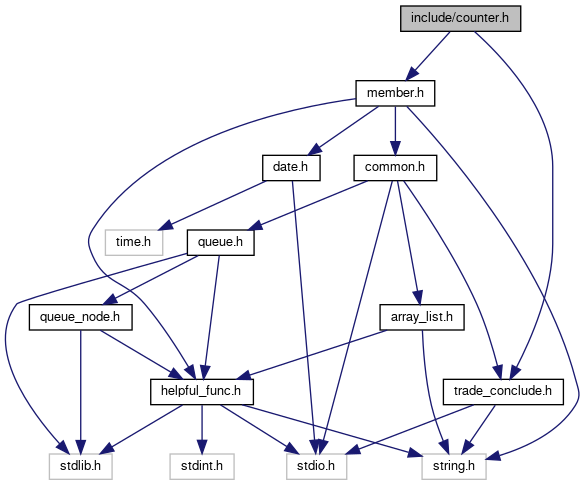 include/counter.h
member.h
date.h
common.h
time.h
queue.h
queue_node.h
array_list.h
helpful_func.h
trade_conclude.h
stdlib.h
stdint.h
stdio.h
string.h